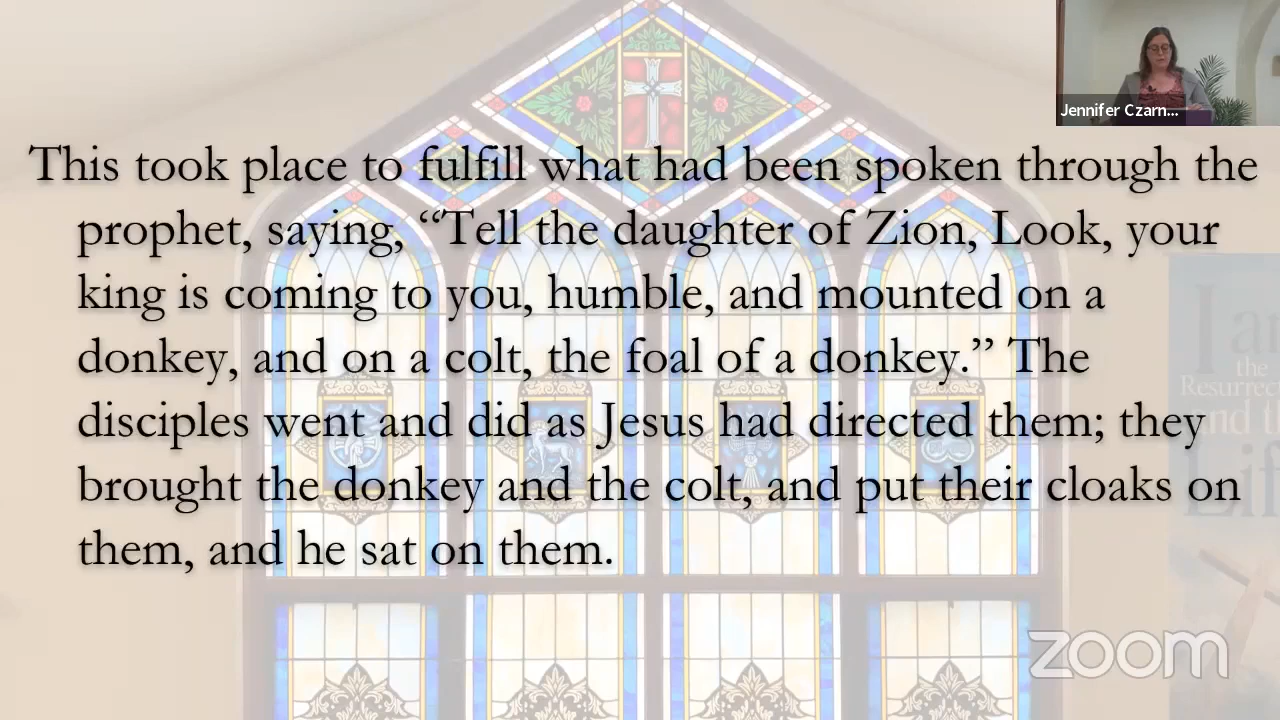 Jennifer Czarn...
This took place to fulfill what had been spoken through the
prophet, saying, “Tell the daughter of Zion, Look, your
king is coming to you, humble, and mounted on a
donkey, and on a colt, the foal of a donkey.” The
disciples went and did as Jesus had directed them; they
brought the donkey and the colt, and put their cloaks on
them, and he sat on them.
I
the
and
zoom